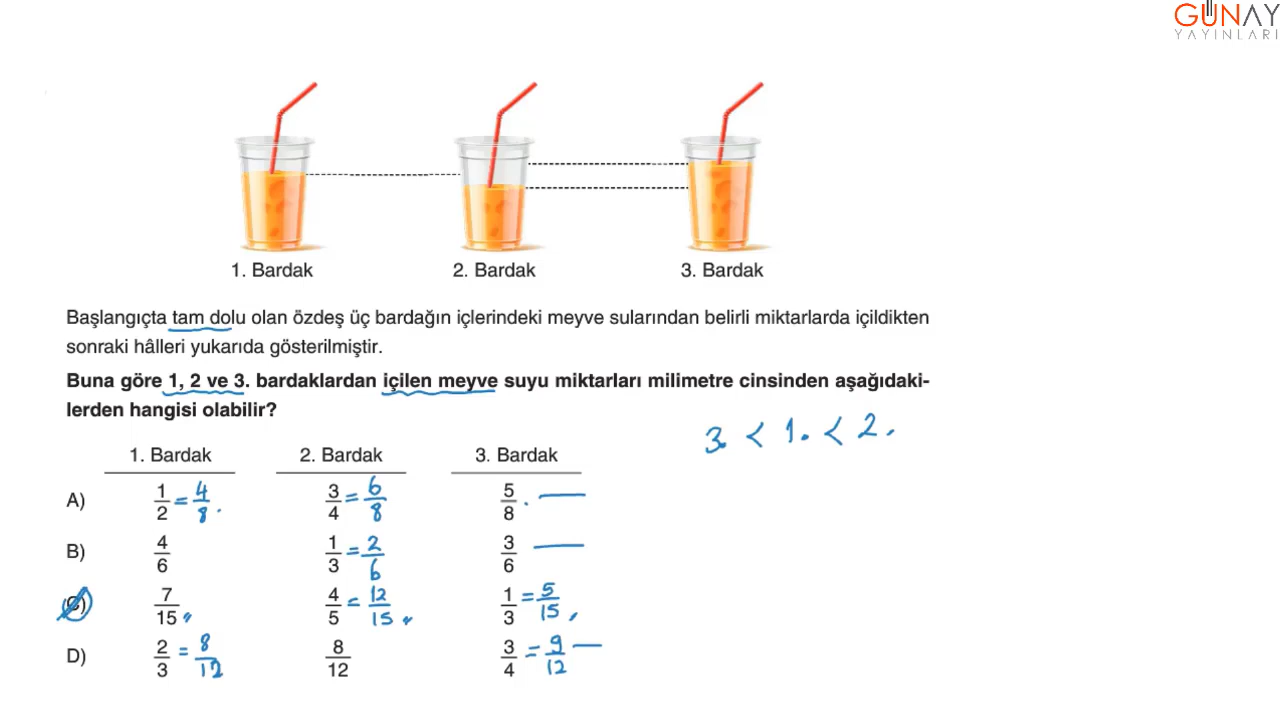 GÜNAY
YAYINLARI
1. Bardak 2. Bardak 3. Bardak
Başlangıçta tam dolu olan özdeş üç bardağın içlerindeki meyve sularından belirli miktarlarda içildikten
sonraki hâlleri yukarıda gösterilmiştir.
Buna göre 1, 2 ve 3. bardaklardan içilen meyve suyu miktarları milimetre cinsinden aşağıdaki-
lerden hangisi olabilir?
3. < 1. < 2.
1. Bardak 2. Bardak 3. Bardak
A) 1/2 = 4/8 3/4 = 6/8 5/8
B) 4/6 1/3 = 2/6 3/6
C) 7/15 4/5 = 12/15 1/3 = 5/15
D) 2/3 = 8/12 8/12 3/4 = 9/12